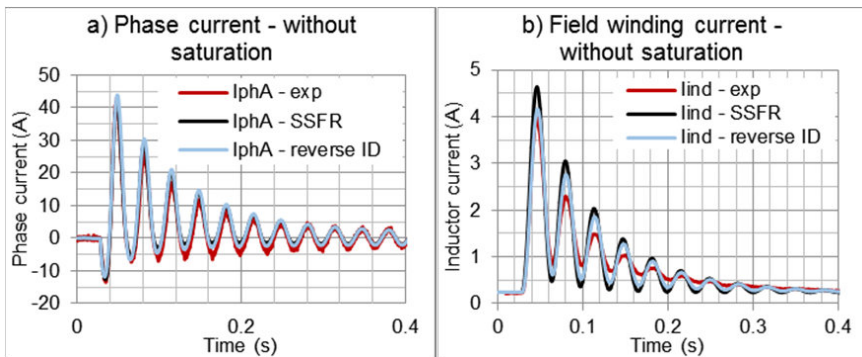 a) Phase current - without
saturation
50
40
30
20
10
0
-10
-20
Phase current (A)
IphA - exp
IphA - SSFR
IphA - reverse ID
0
0.2
0.4
Time (s)
b) Field winding current -
without saturation
5
4
3
2
1
0
Inductor current (A)
Iind - exp
Iind - SSFR
Iind - reverse ID
0
0.1
0.2
0.3
0.4
Time (s)